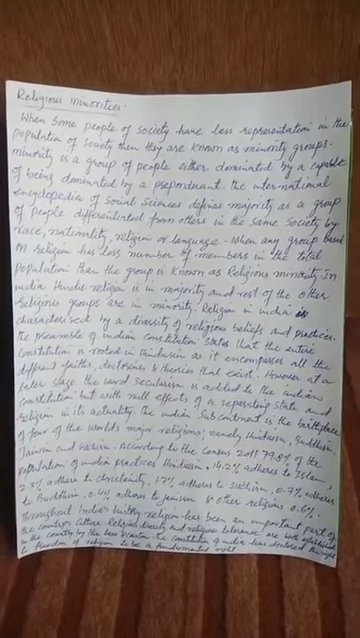 Religious Minorities:
When Some people of society have less representation in the
population of society then they are known as minority groups.
minority is a group of people either dominated by a capable
of being dominated by a prepondarant. the international
encyclopedia of Social Sciences defines majority as a group
of people differentiated from others in the same Society by
race, nationality, religion or language. When any group based
on religion has less number of members in the total
population than the group is known as Religious minority. In
india Hindu religion is in majority and rest of the other
religious groups are in minority. Religion in india is
characterised by a diversity of religious beliefs and practices.
the preamble of indian constitution states that the entire
Constitution is rooted in Hinduism as it encompasses all the
different faiths, doctrines & theories that exist. However at a
later stage the word secularism is added to the indian
constitution but with null effects of a separating state and
religion in its actuality. the indian Subcontinent is the birthplace
of four of the world's major religions; namely Hinduism, Buddhism,
Jainism and Sikhism. According to the census 2011 79.8% of the
population of india practices Hinduism, 14.2% adheres to Islam,
2.3% adhere to christianity, 1.7% adheres to sikhism, 0.7% adheres
to Buddhism, 0.4% adheres to jainism & other religions 0.6%.
throughout India's history religion has been an important part of
the country's culture. Religious diversity and religious tolerance are both established
in the country by the law & custom. the constitution of india has declared the right
to freedom of religion to be a fundamental right.